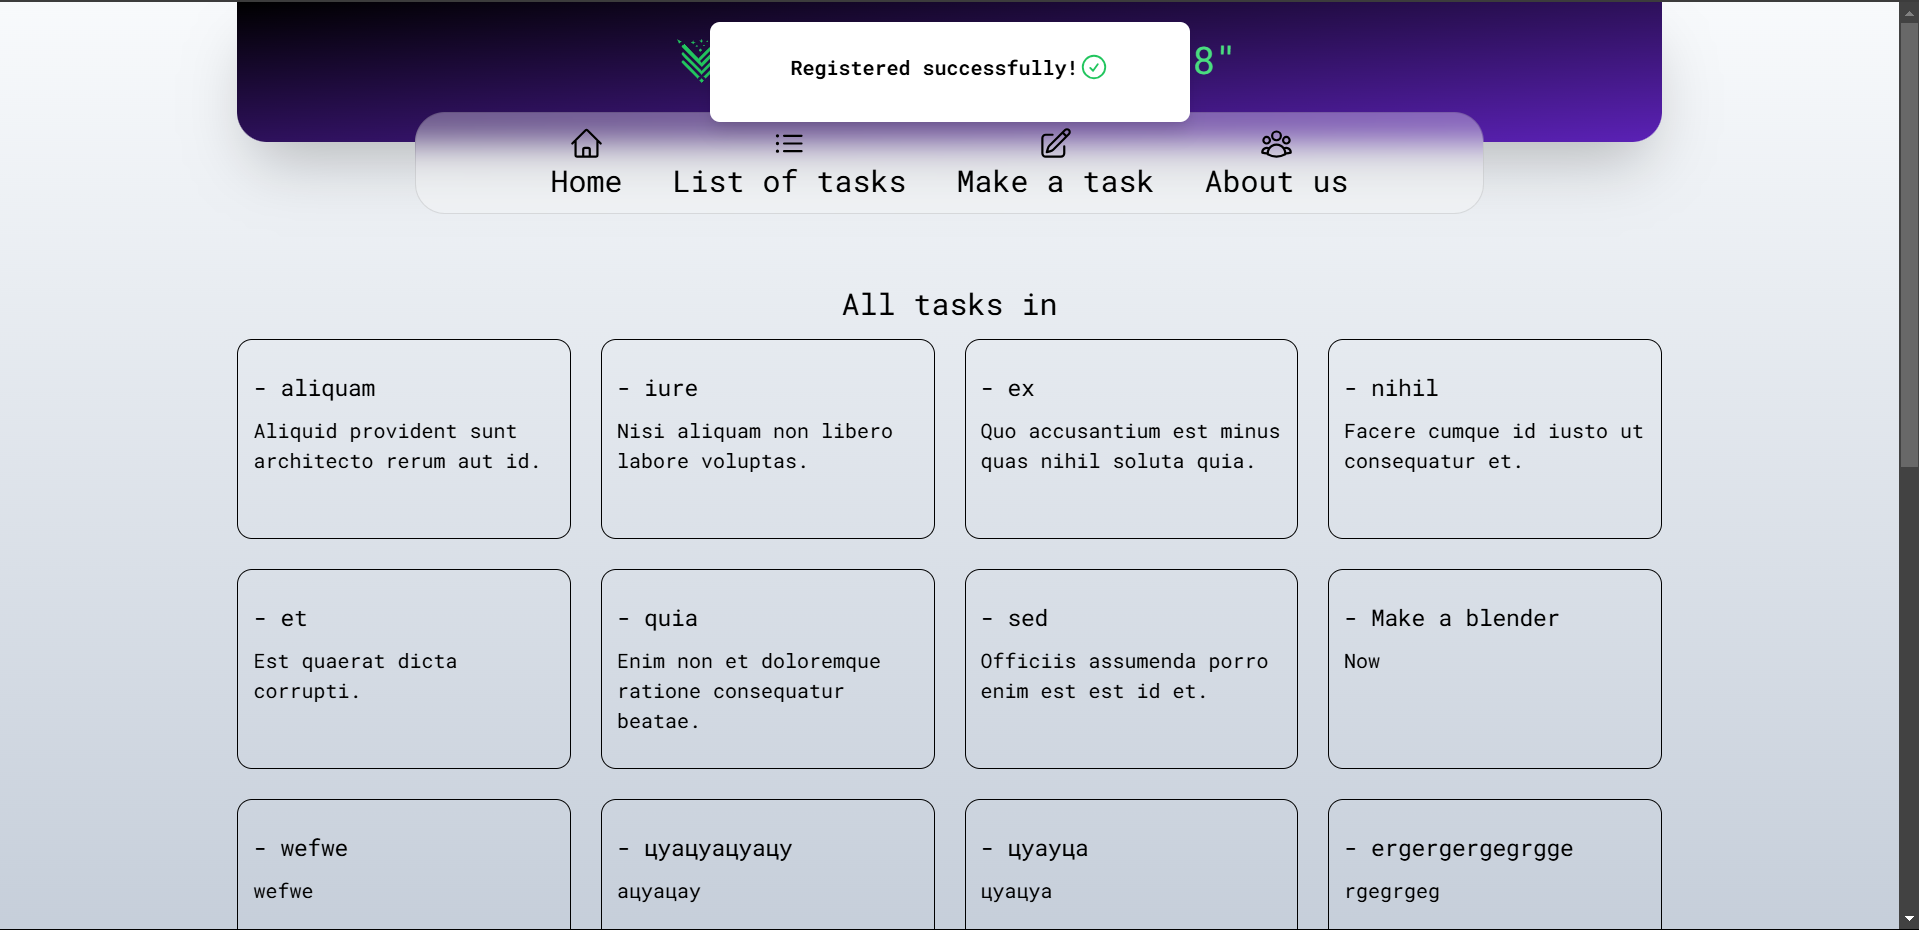 Registered successfully!
8"
Home
List of tasks
Make a task
About us
All tasks in
- aliquam
Aliquid provident sunt
architecto rerum aut id.
- iure
Nisi aliquam non libero
labore voluptas.
- ex
Quo accusantium est minus
quas nihil soluta quia.
- nihil
Facere cumque id iusto ut
consequatur et.
- et
Est quaerat dicta
corrupti.
- quia
Enim non et doloremque
ratione consequatur
beatae.
- sed
Officiis assumenda porro
enim est est id et.
- Make a blender
Now
- wefwe
wefwe
- цуацуацуацу
ацуацау
- цуауца
цуацуа
- ergergergegrgge
rgegrgeg